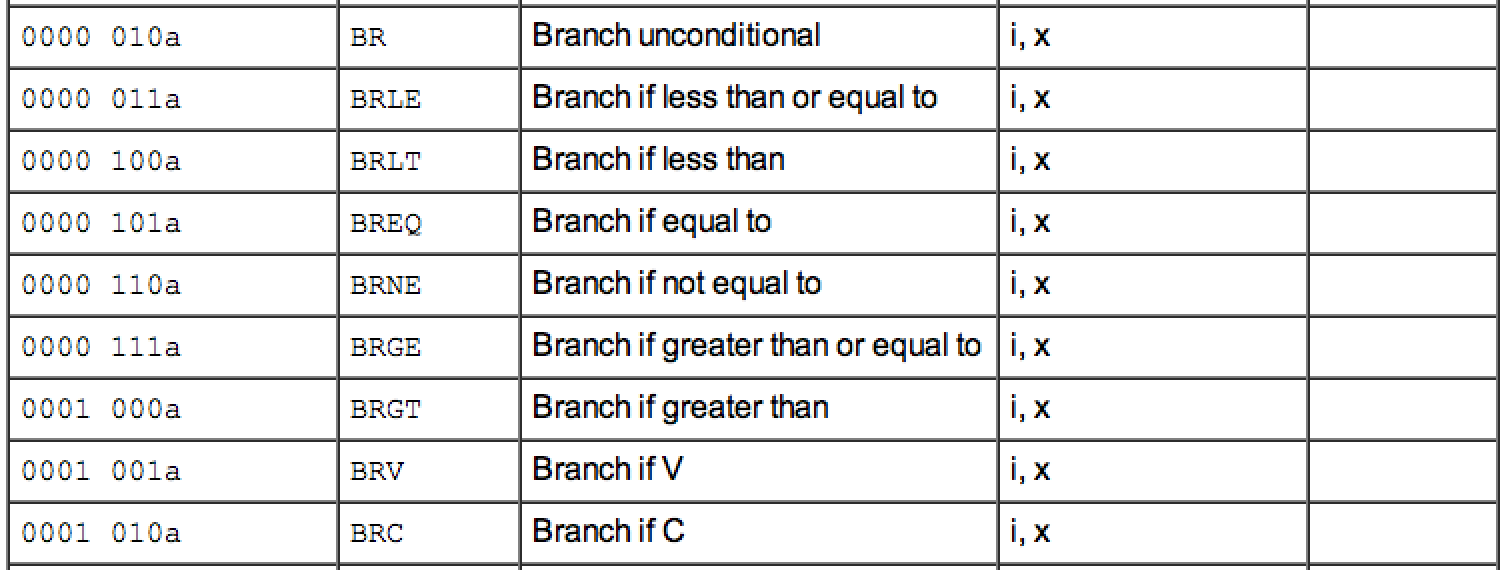 0000 010a BR Branch unconditional i, x
0000 011a BRLE Branch if less than or equal to i, x
0000 100a BRLT Branch if less than i, x
0000 101a BREQ Branch if equal to i, x
0000 110a BRNE Branch if not equal to i, x
0000 111a BRGE Branch if greater than or equal to i, x
0001 000a BRGT Branch if greater than i, x
0001 001a BRV Branch if V i, x
0001 010a BRC Branch if C i, x